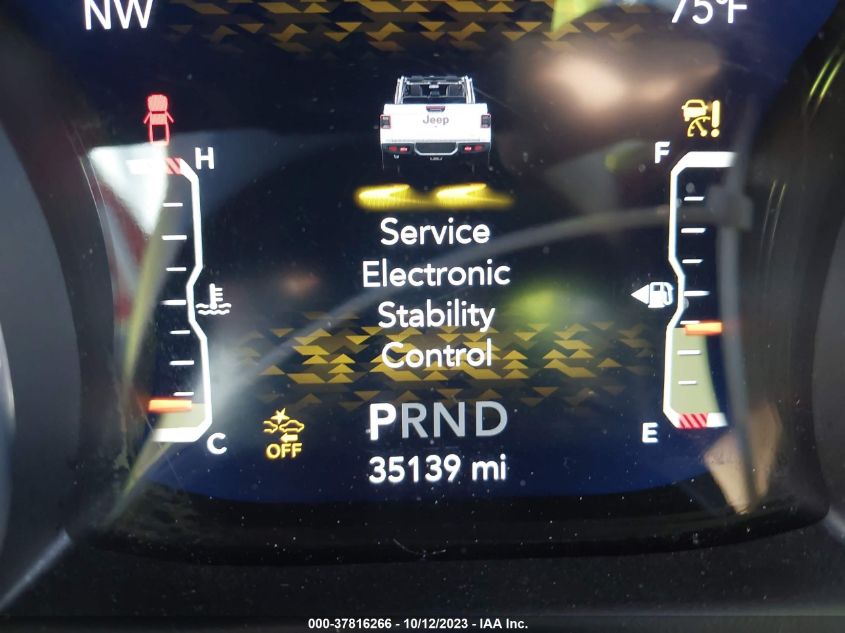 NW
75°F
Jeep
H
F
Service
Electronic
Stability
Control
PRND
E
C
OFF
35139 mi
000-37816266 - 10/12/2023 - IAA Inc.